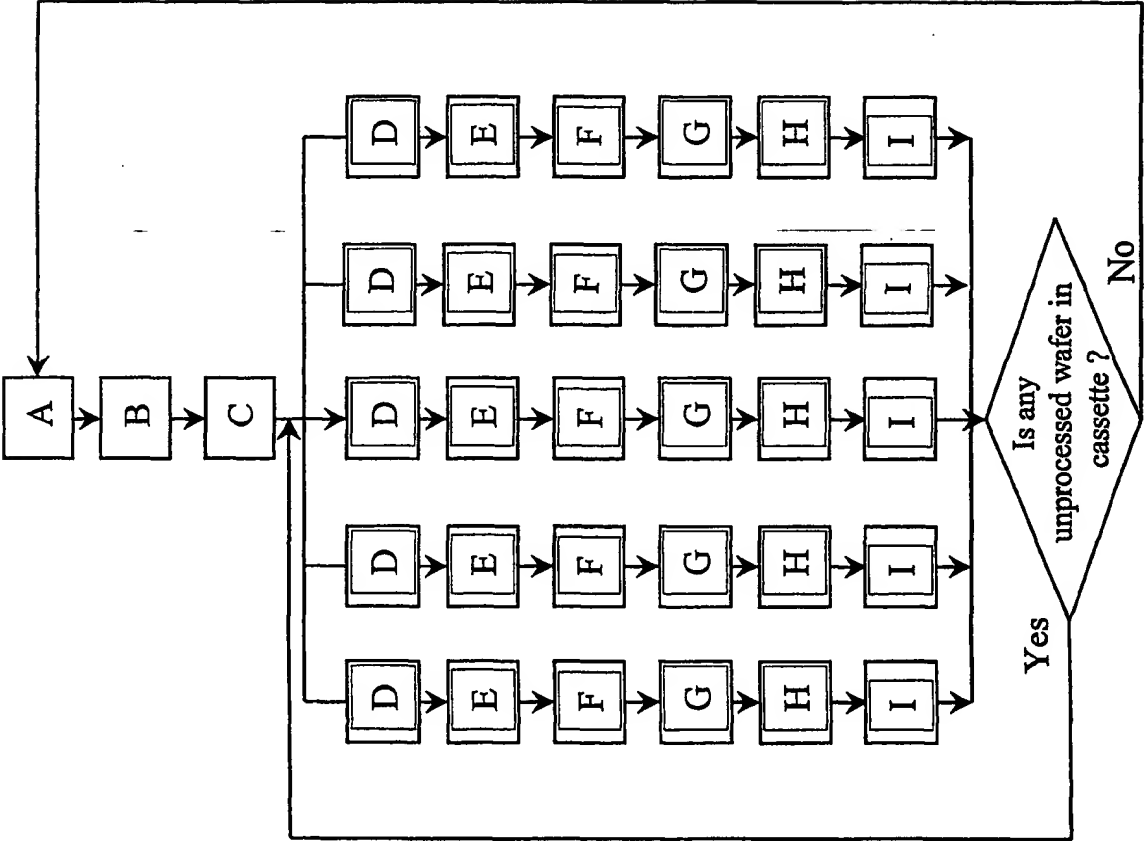 A
B
C
D D D D D
E E E E E
F F F F F
G G G G G
H H H H H
I I I I I
Is any
unprocessed wafer in
cassette ?
Yes
No